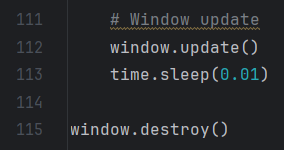 111     # Window update
112     window.update()
113     time.sleep(0.01)
114
115 window.destroy()